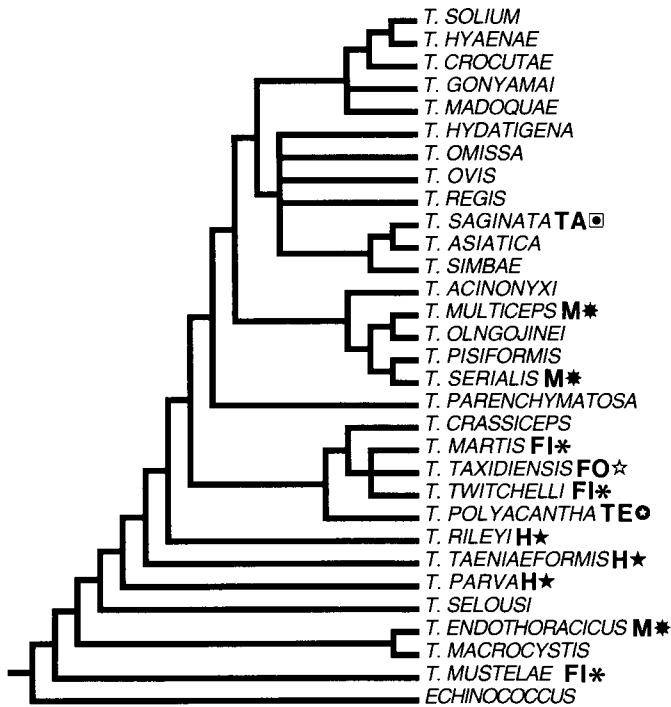 T. SOLIUM
T. HYAENAE
T. CROCUTAE
T. GONYAMAI
T. MADOQUAE
T. HYDATIGENA
T. OMISSA
T. OVIS
T. REGIS
T. SAGINATA TA
T. ASIATICA
T. SIMBAE
T. ACINONYXI
T. MULTICEPS M
T. OLNGOJINEI
T. PISIFORMIS
T. SERIALIS M
T. PARENCHYMATOSA
T. CRASSICEPS
T. MARTIS FI*
T. TAXIDIENSIS FO☆
T. TWITCHELLI FI*
T. POLYACANTHA TE✪
T. RILEYI H★
T. TAENIAEFORMIS H★
T. PARVA H★
T. SELOUSI
T. ENDOTHORACICUS M
T. MACROCYSTIS
T. MUSTELAE FI*
ECHINOCOCCUS